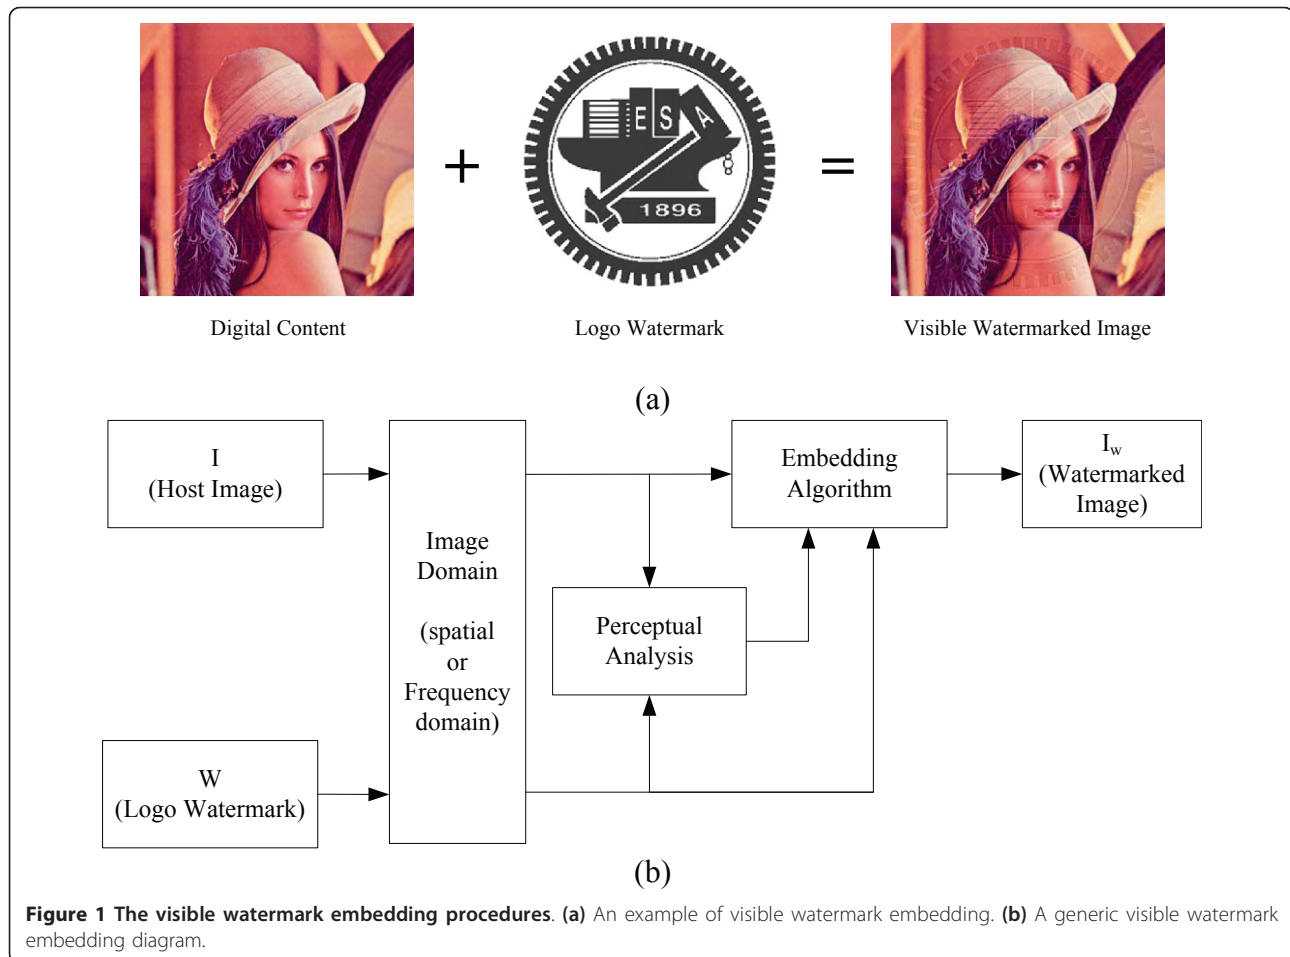 E S A
1896
+
=
Digital Content
Logo Watermark
Visible Watermarked Image
(a)
I
(Host Image)
Image
Domain
(spatial
or
Frequency
domain)
W
(Logo Watermark)
Perceptual
Analysis
Embedding
Algorithm
I_w
(Watermarked
Image)
(b)
Figure 1 The visible watermark embedding procedures. (a) An example of visible watermark embedding. (b) A generic visible watermark
embedding diagram.